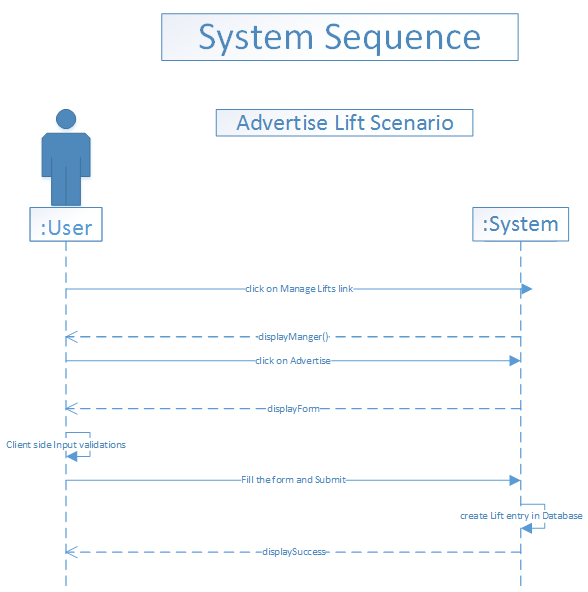 System Sequence
Advertise Lift Scenario
:User
:System
click on Manage Lifts link
-displayManger()
click on Advertise
displayForm
Client side Input validations
Fill the form and Submit
create Lift entry in Database
displaySuccess